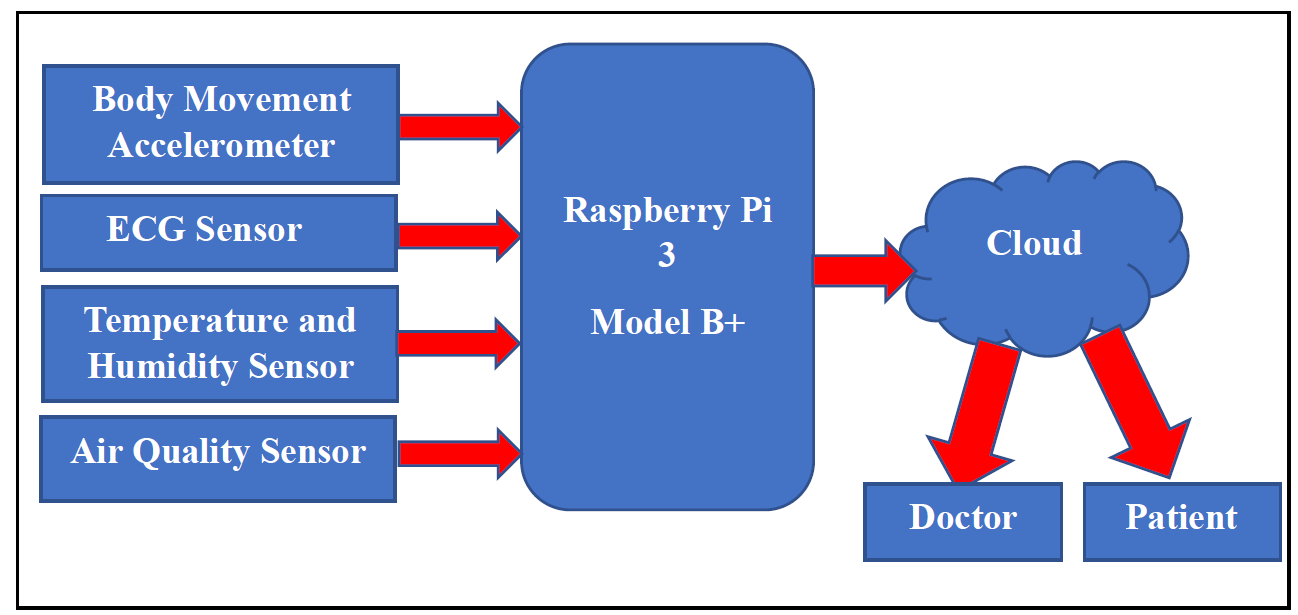 Body Movement
Accelerometer
ECG Sensor
Temperature and
Humidity Sensor
Air Quality Sensor
Raspberry Pi
3
Model B+
Cloud
Doctor
Patient